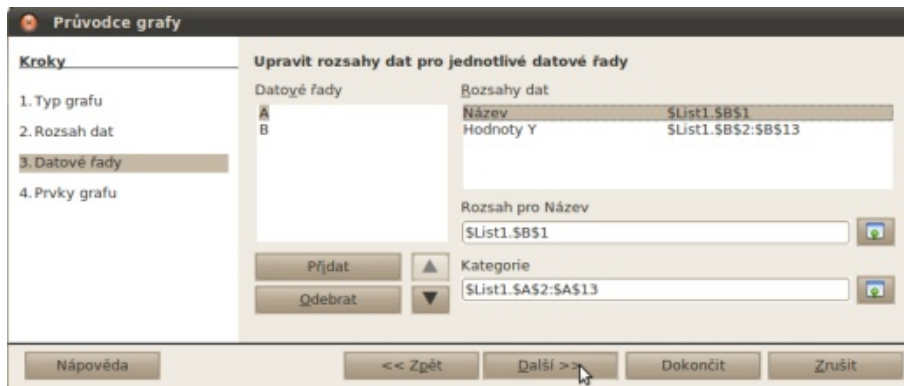 Průvodce grafy
Kroky
1. Typ grafu
2. Rozsah dat
3. Datové řady
4. Prvky grafu
Upravit rozsahy dat pro jednotlivé datové řady
Datové řady
A
B
Přidat
Odebrat
Rozsahy dat
Název $List1.$B$1
Hodnoty Y $List1.$B$2:$B$13
Rozsah pro Název
$List1.$B$1
Kategorie
$List1.$A$2:$A$13
Nápověda
<< Zpět
Další >>
Dokončit
Zrušit